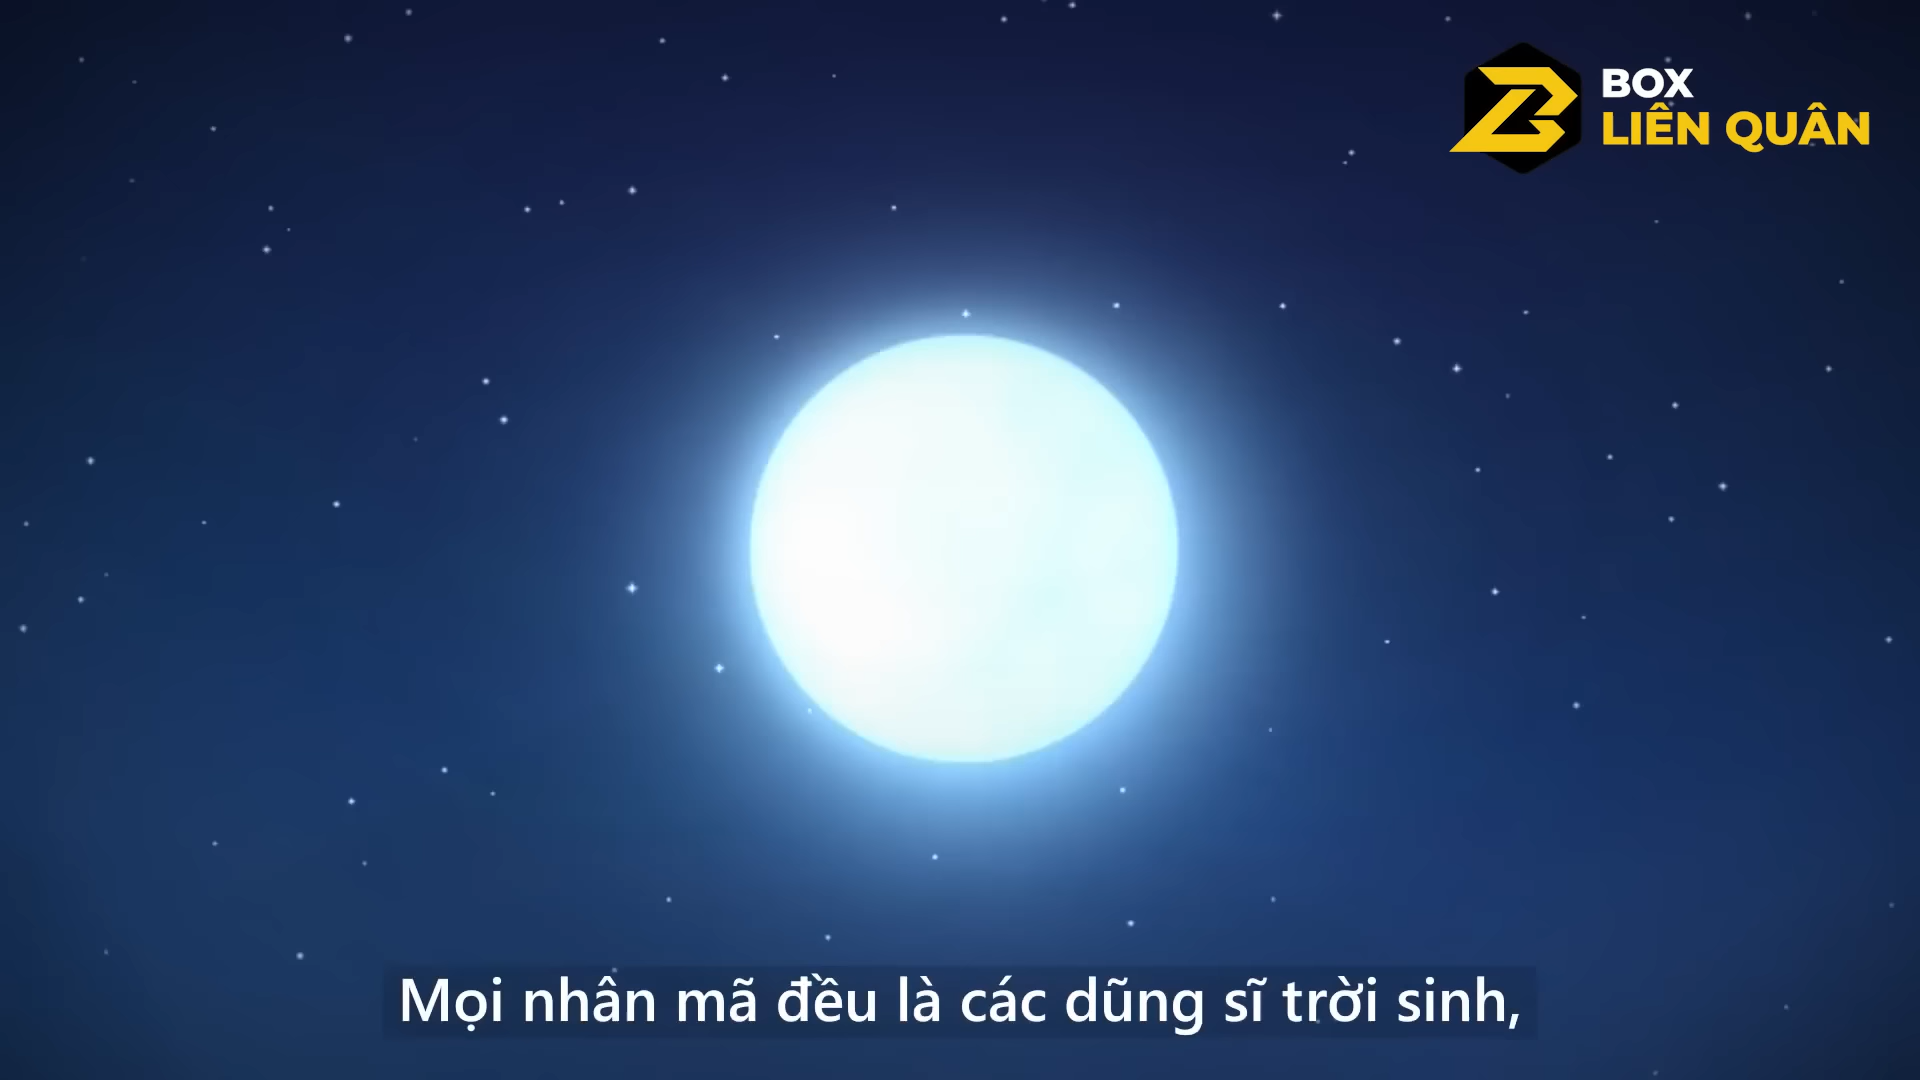 BOX
LIÊN QUÂN
Mọi nhân mã đều là các dũng sĩ trời sinh,